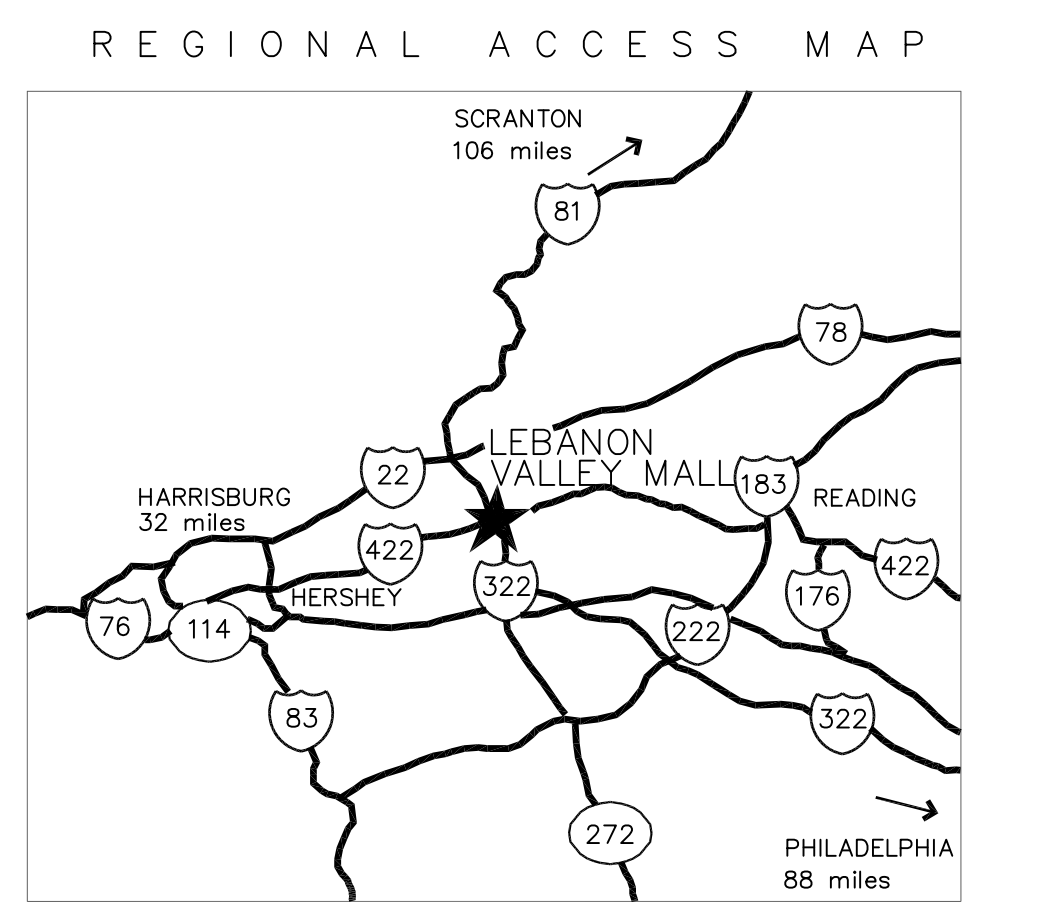 REGIONAL ACCESS MAP
SCRANTON
106 miles
81
78
LEBANON
VALLEY MALL
22
183
HARRISBURG
32 miles
READING
422
422
322
176
HERSHEY
76
114
222
83
322
272
PHILADELPHIA
88 miles